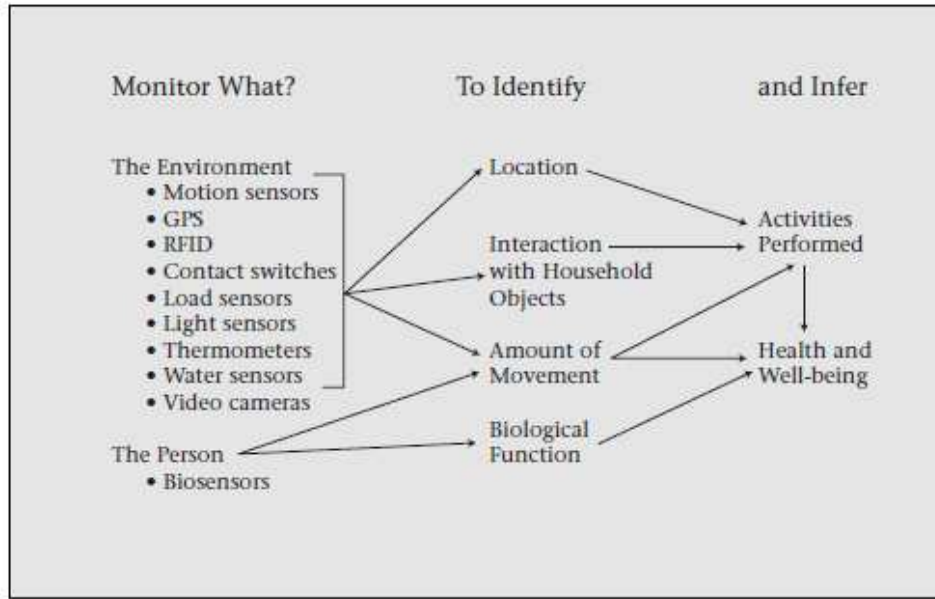 Monitor What?
To Identify
and Infer
The Environment
• Motion sensors
• GPS
• RFID
• Contact switches
• Load sensors
• Light sensors
• Thermometers
• Water sensors
• Video cameras
The Person
• Biosensors
Location
Interaction
with Household
Objects
Amount of
Movement
Biological
Function
Activities
Performed
Health and
Well-being